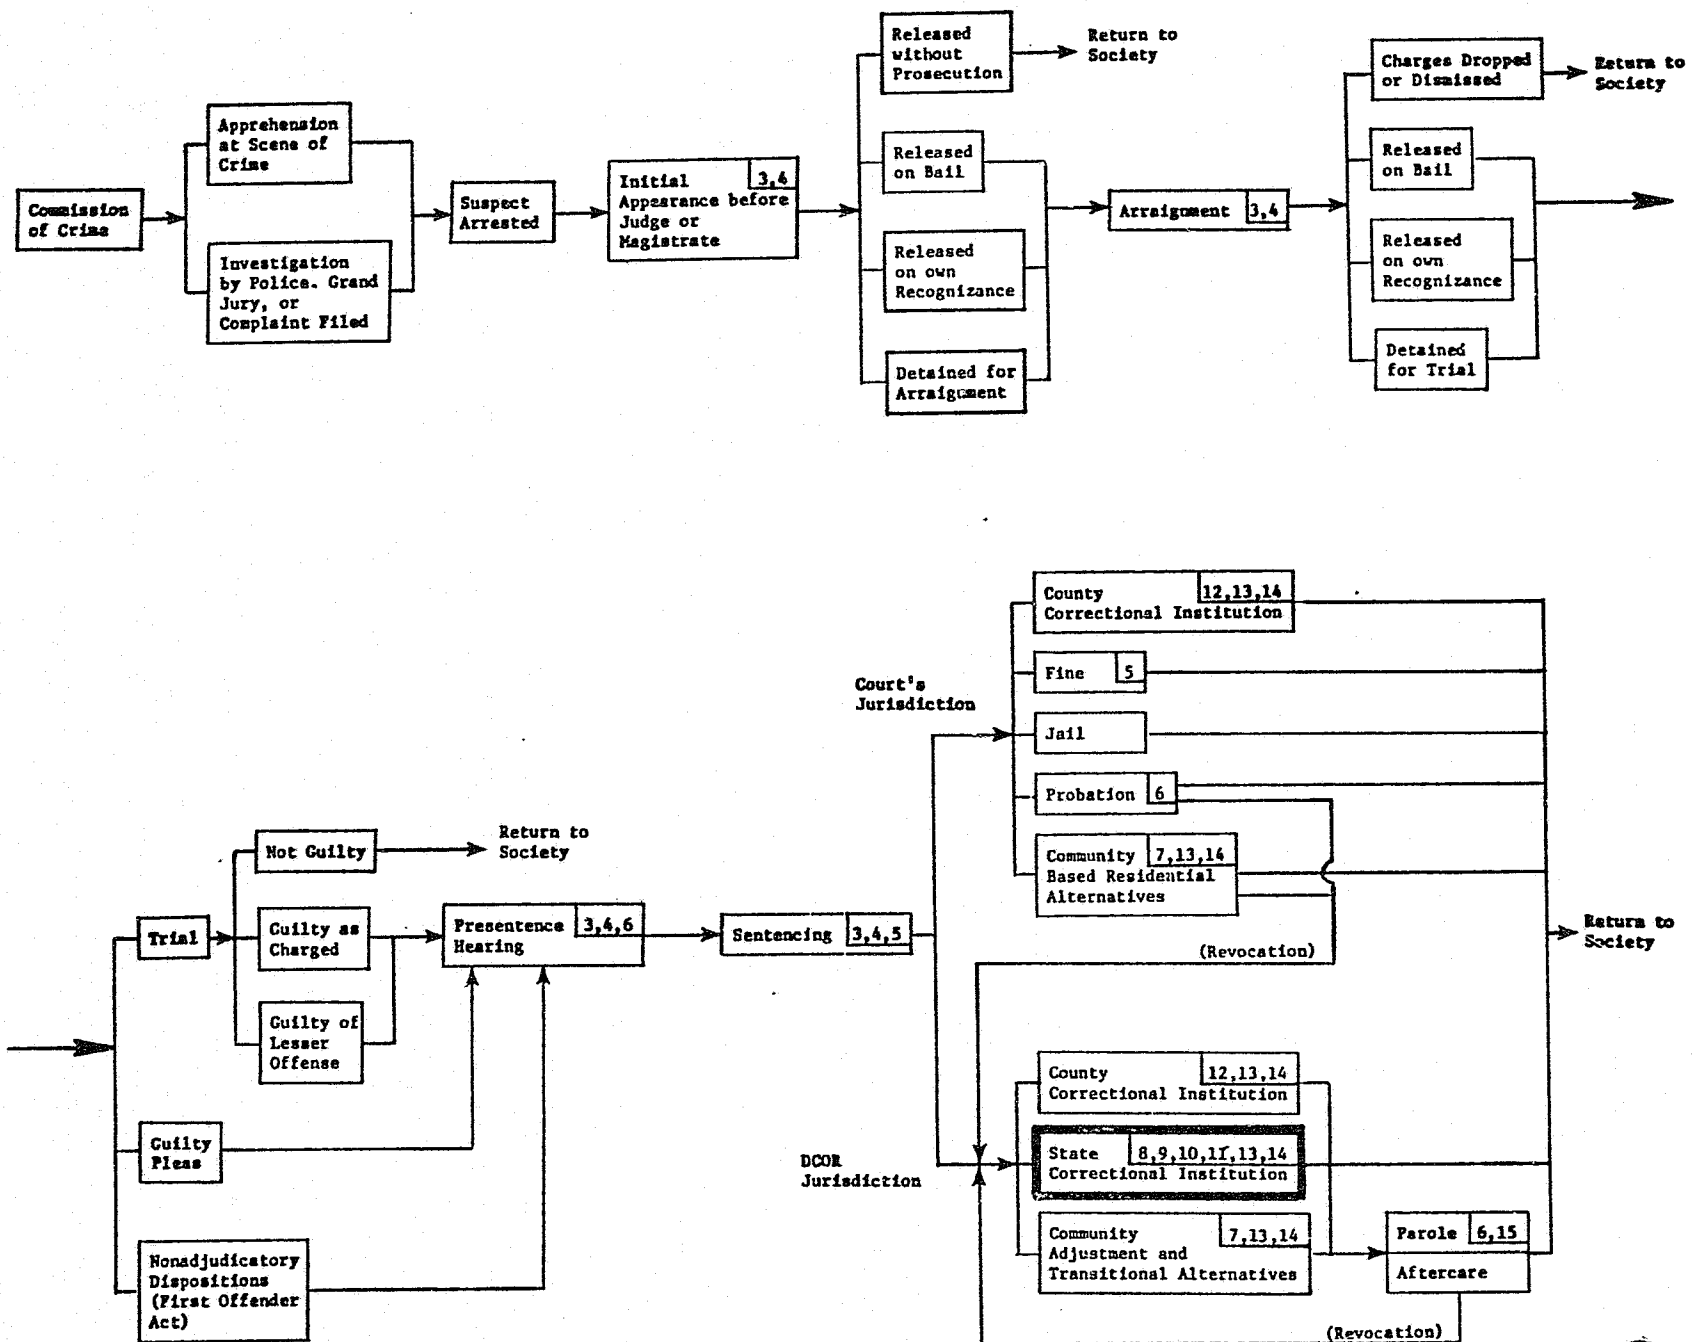 Commission
of Crime
Apprehension
at Scene of
Crime
Investigation
by Police. Grand
Jury, or
Complaint Filed
Suspect
Arrested
Initial 3,4
Appearance before
Judge or
Magistrate
Released
without
Prosecution
Return to
Society
Released
on Bail
Released
on own
Recognizance
Detained for
Arraignment
Arraignment 3,4
Charges Dropped
or Dismissed
Return to
Society
Released
on Bail
Released
on own
Recognizance
Detained
for Trial
Trial
Not Guilty
Return to
Society
Guilty as
Charged
Guilty of
Lesser
Offense
Guilty
Pleas
Nonadjudicatory
Dispositions
(First Offender
Act)
Presentence 3,4,6
Hearing
Sentencing 3,4,5
Court's
Jurisdiction
County 12,13,14
Correctional Institution
Fine 5
Jail
Probation 6
Community 7,13,14
Based Residential
Alternatives
(Revocation)
Return to
Society
DCOR
Jurisdiction
County 12,13,14
Correctional Institution
State 8,9,10,11,13,14
Correctional Institution
Community 7,13,14
Adjustment and
Transitional Alternatives
Parole 6,15
Aftercare
(Revocation)